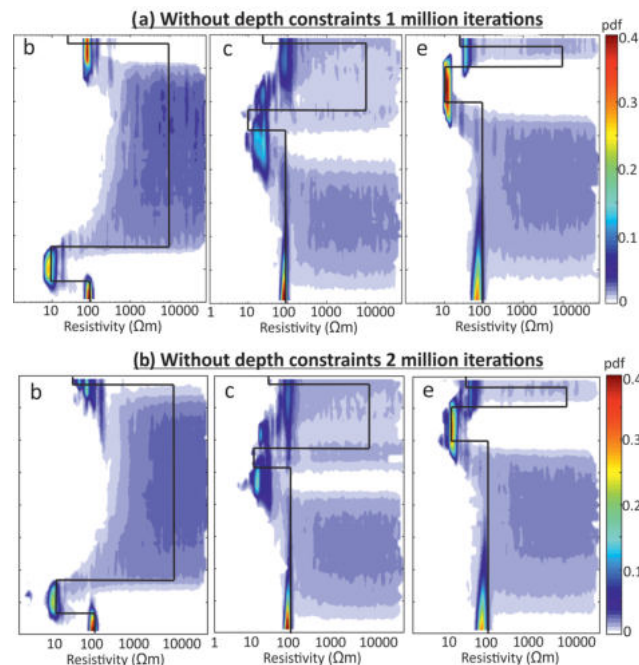 (a) Without depth constraints 1 million iterations
pdf
b
c
e
0.4
0.3
0.2
0.1
0
10 100 1000 10000
1 10 100 1000 10000
10 100 1000 10000
Resistivity (Ωm)
Resistivity (Ωm)
Resistivity (Ωm)
(b) Without depth constraints 2 million iterations
pdf
b
c
e
0.4
0.3
0.2
0.1
0
10 100 1000 10000
1 10 100 1000 10000
10 100 1000 10000
Resistivity (Ωm)
Resistivity (Ωm)
Resistivity (Ωm)